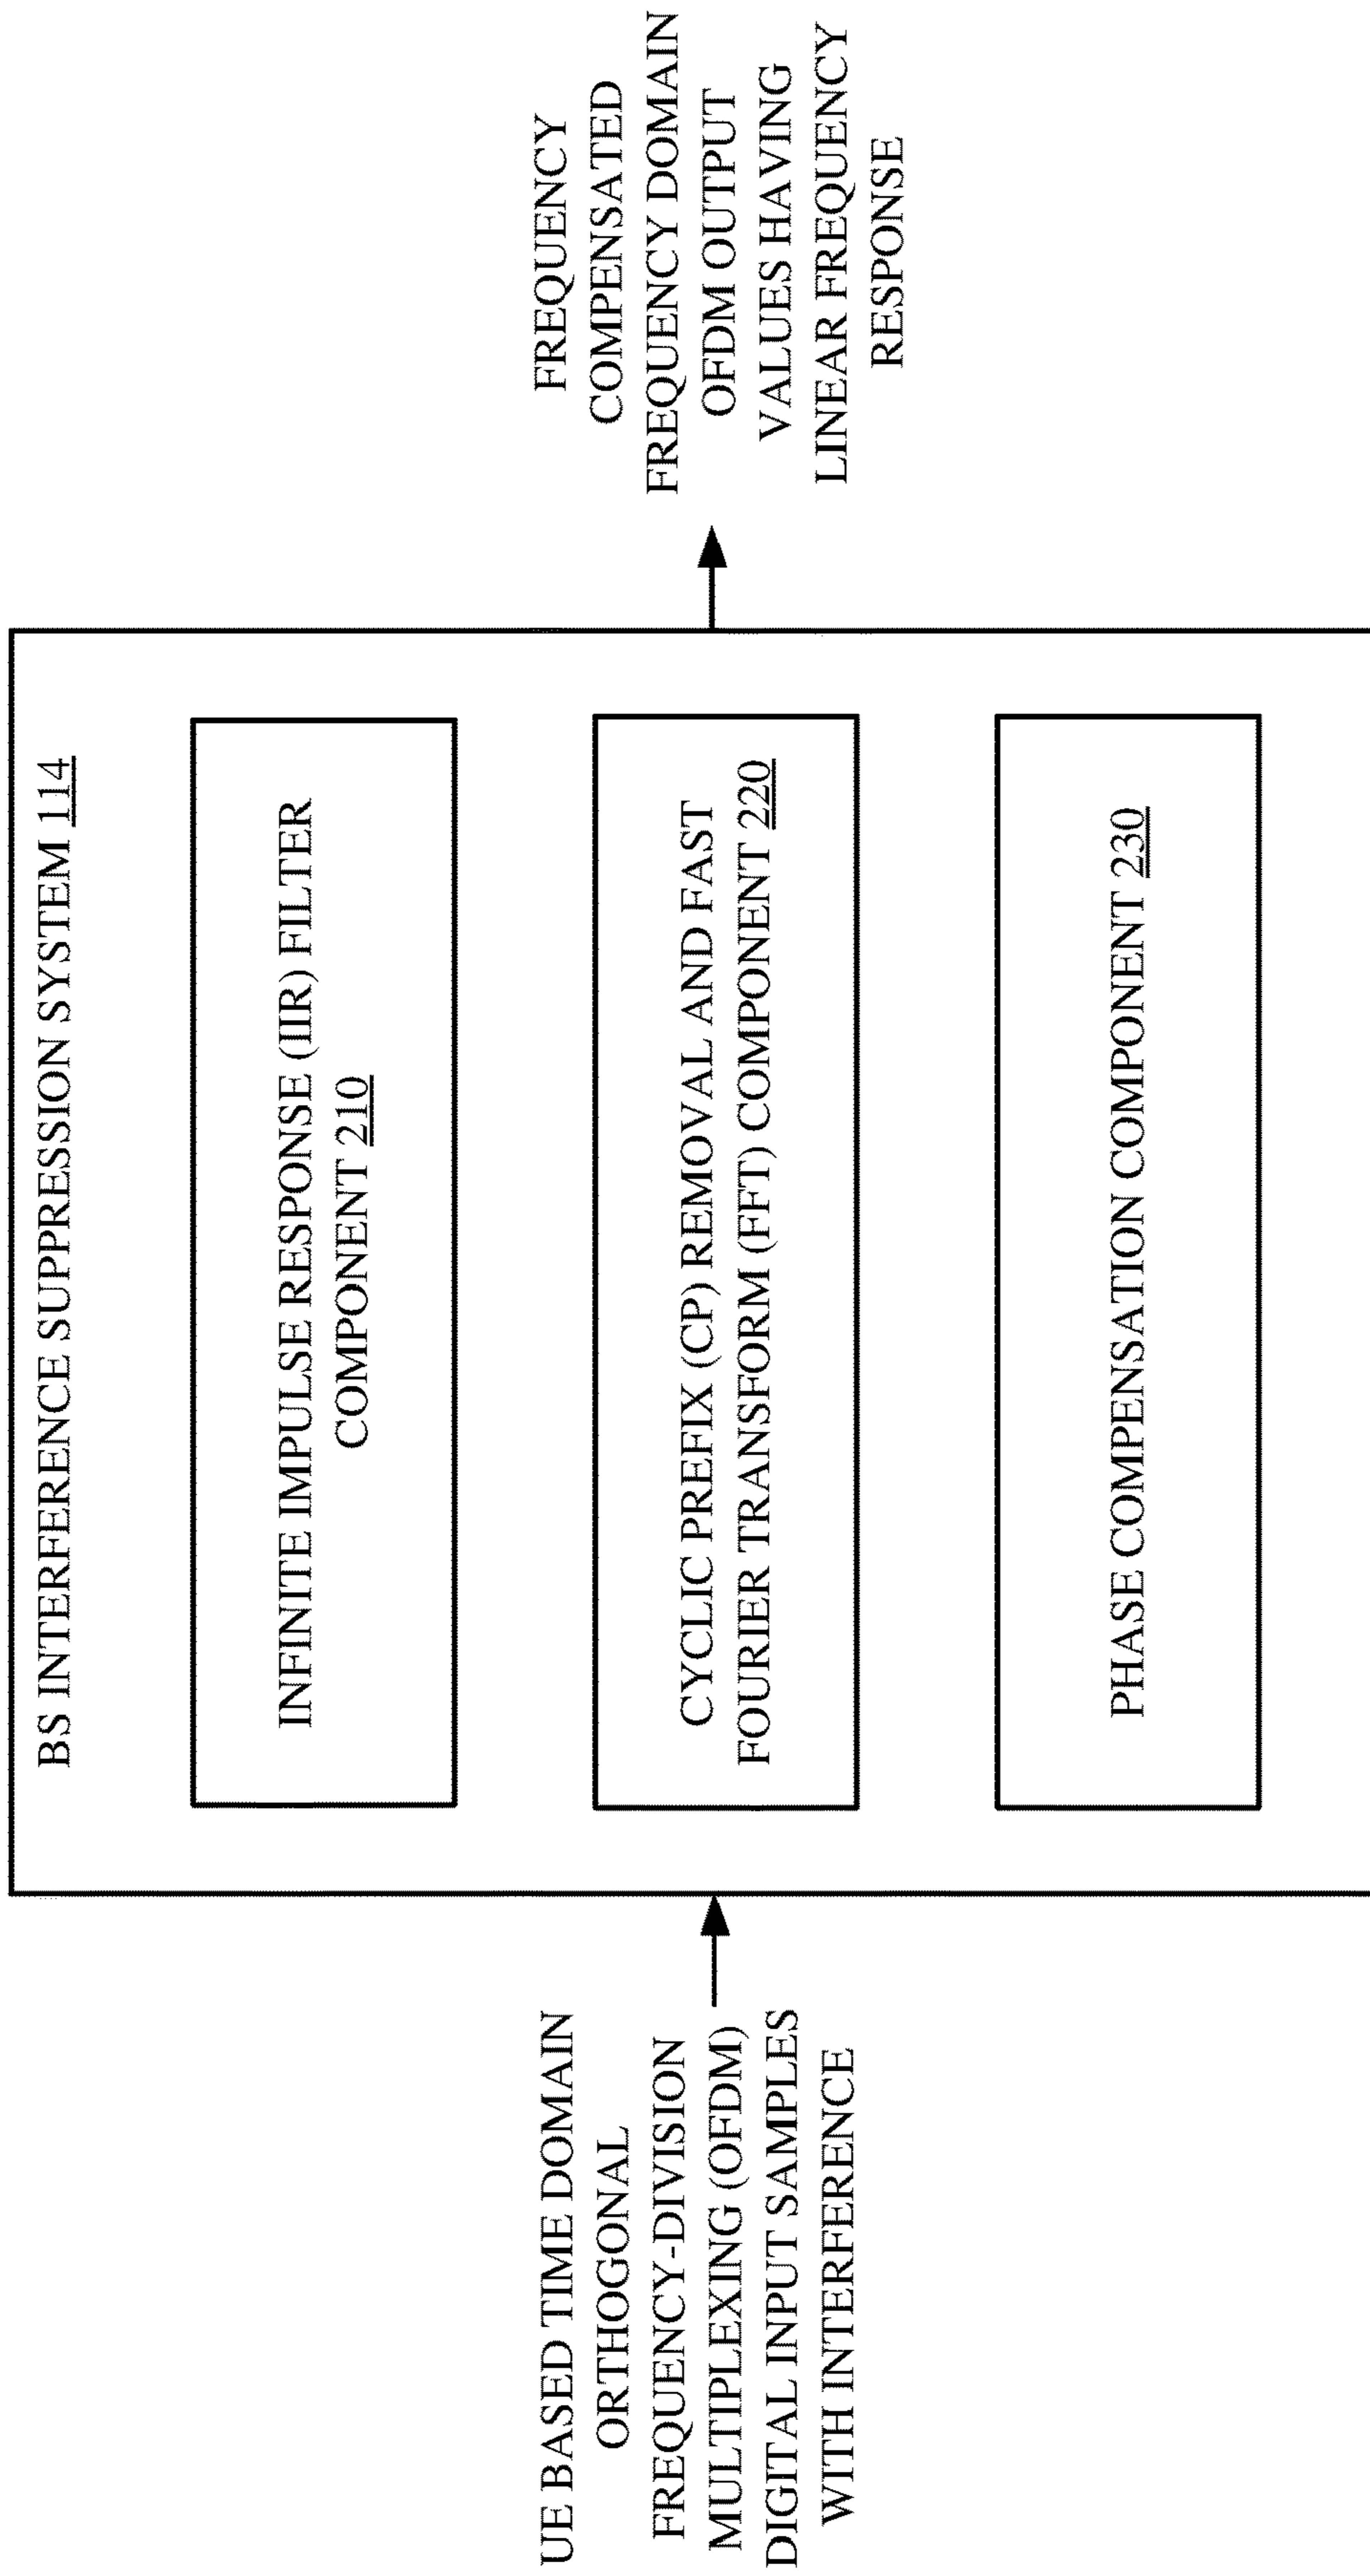 BS INTERFERENCE SUPPRESSION SYSTEM 114
UE BASED TIME DOMAIN
ORTHOGONAL
FREQUENCY-DIVISION
MULTIPLEXING (OFDM)
DIGITAL INPUT SAMPLES
WITH INTERFERENCE
INFINITE IMPULSE RESPONSE (IIR) FILTER
COMPONENT 210
CYCLIC PREFIX (CP) REMOVAL AND FAST
FOURIER TRANSFORM (FFT) COMPONENT 220
PHASE COMPENSATION COMPONENT 230
FREQUENCY
COMPENSATED
FREQUENCY DOMAIN
OFDM OUTPUT
VALUES HAVING
LINEAR FREQUENCY
RESPONSE